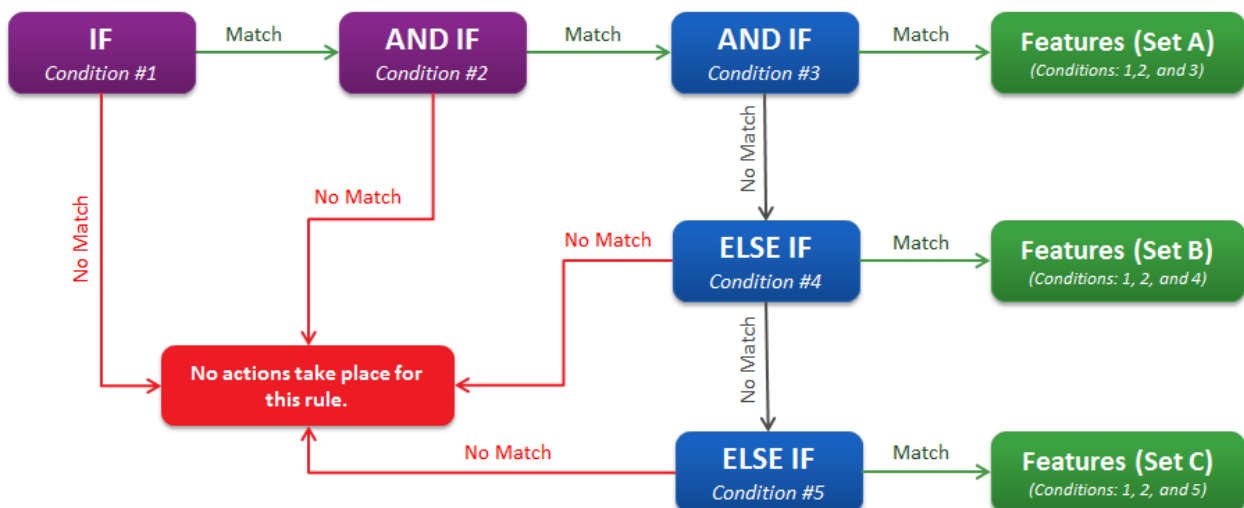 IF
Condition #1
Match
AND IF
Condition #2
Match
AND IF
Condition #3
Match
Features (Set A)
(Conditions: 1,2, and 3)
No Match
No Match
No Match
No Match
ELSE IF
Condition #4
Match
Features (Set B)
(Conditions: 1, 2, and 4)
No Match
No actions take place for
this rule.
No Match
ELSE IF
Condition #5
Match
Features (Set C)
(Conditions: 1, 2, and 5)